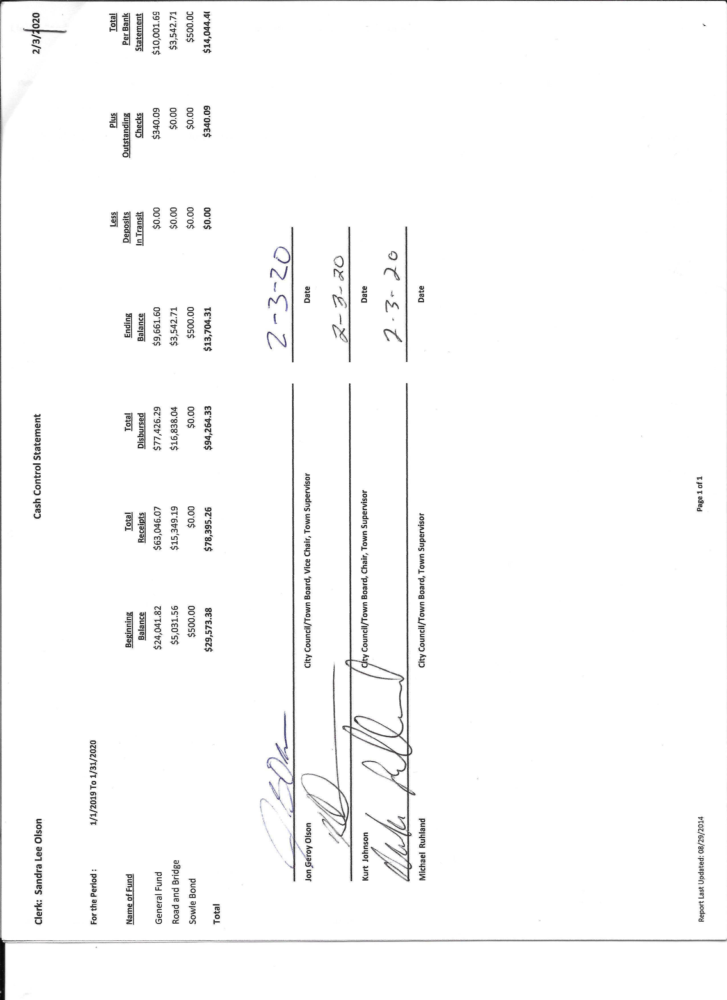 Clerk: Sandra Lee Olson Cash Control Statement 2/3/2020
For the Period : 1/1/2019 To 1/31/2020
Less Plus Total
Beginning Total Total Ending Deposits Outstanding Per Bank
Name of Fund Balance Receipts Disbursed Balance In Transit Checks Statement
General Fund $24,041.82 $63,046.07 $77,426.29 $9,661.60 $0.00 $340.09 $10,001.69
Road and Bridge $5,031.56 $15,349.19 $16,838.04 $3,542.71 $0.00 $0.00 $3,542.71
Sowle Bond $500.00 $0.00 $0.00 $500.00 $0.00 $0.00 $500.0
Total $29,573.38 $78,395.26 $94,264.33 $13,704.31 $0.00 $340.09 $14,044.4
2-3-20
Jon Geroy Olson City Council/Town Board, Vice Chair, Town Supervisor Date
2-3-20
Kurt Johnson City Council/Town Board, Chair, Town Supervisor Date
2-3-20
Michael Ruhland City Council/Town Board, Town Supervisor Date
Report Last Updated: 08/29/2014 Page 1 of 1